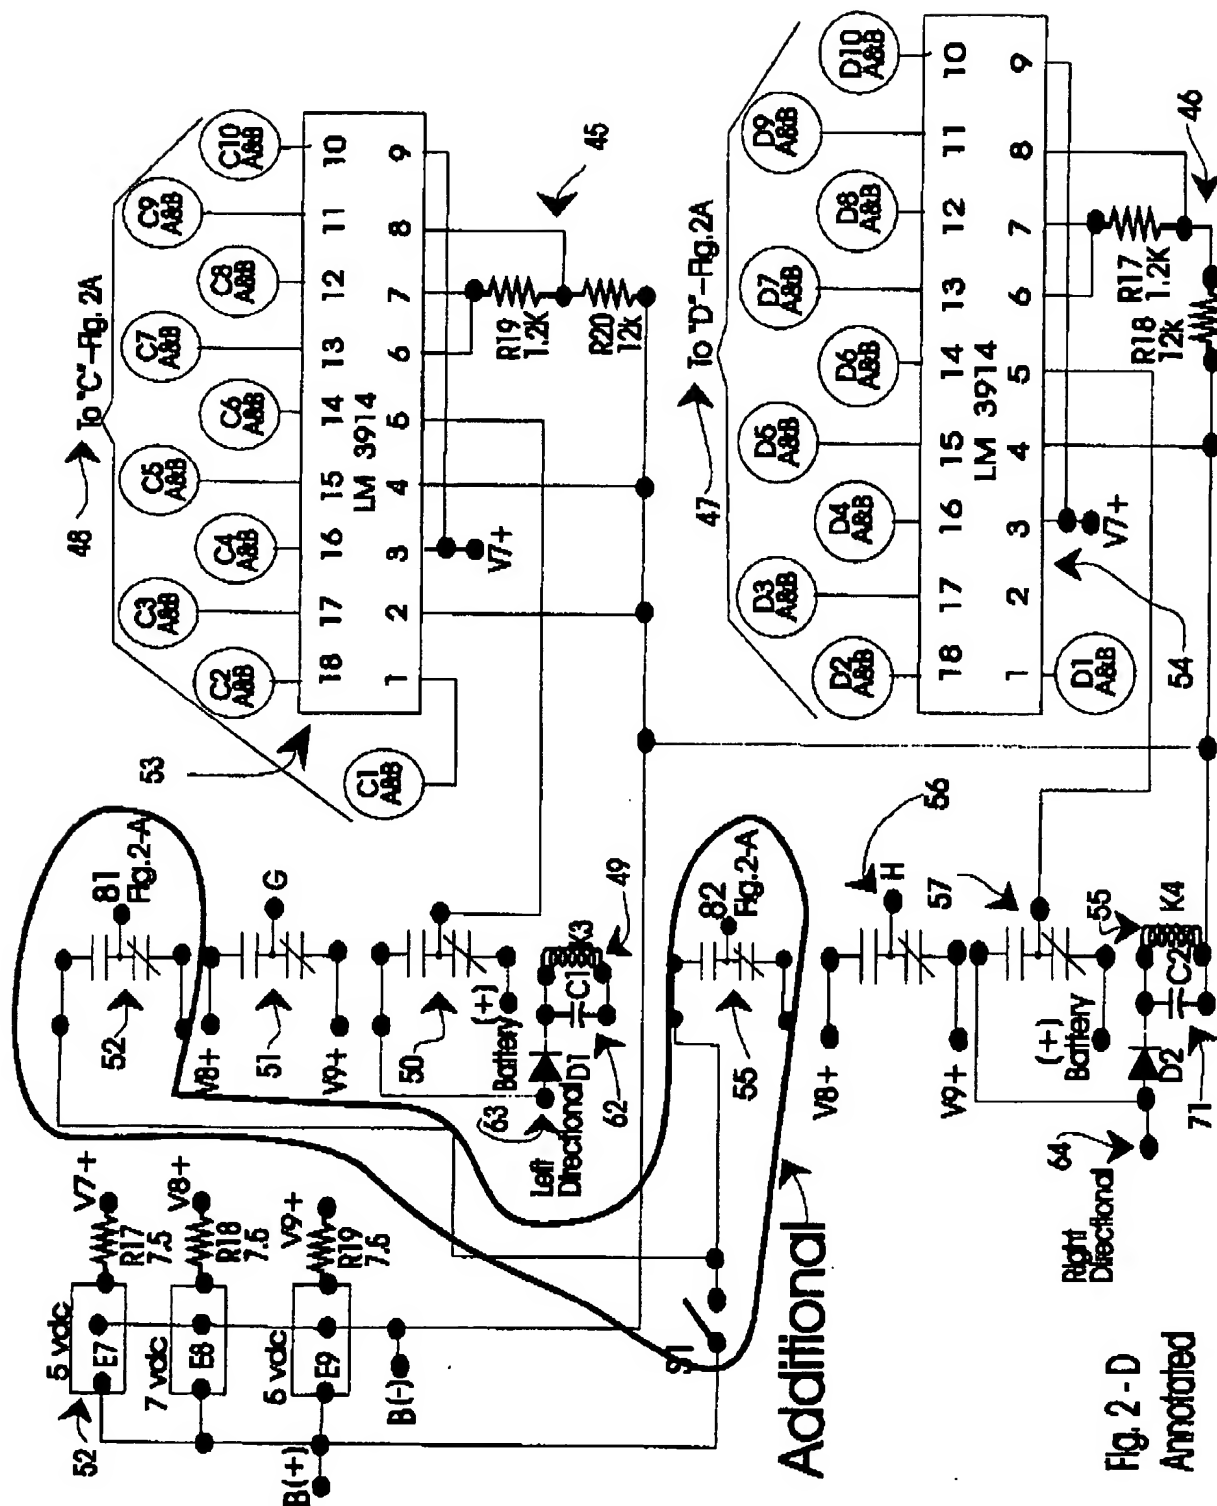 48
To "C"-Fig. 2A
C1 A&B
C2 A&B
C3 A&B
C4 A&B
C5 A&B
C6 A&B
C7 A&B
C8 A&B
C9 A&B
C10 A&B
18 17 16 15 14 13 12 11 10
LM 3914
1 2 3 4 5 6 7 8 9
53
V7+
R19
1.2K
R20
12K
45
47
To "D"-Fig. 2A
D1 A&B
D2 A&B
D3 A&B
D4 A&B
D5 A&B
D6 A&B
D7 A&B
D8 A&B
D9 A&B
D10 A&B
18 17 16 15 14 13 12 11 10
LM 3914
1 2 3 4 5 6 7 8 9
54
V7+
R17
1.2K
R18
12K
46
52
5 vdc
E7
V7+
R17
7.5
7 vdc
E8
V8+
R18
7.5
6 vdc
E9
V9+
R19
7.5
B(+)
B(-)
S1
52
81
Fig.2-A
V8+
51
V9+
G
50
(+)
Battery
63
Left
Directional
D1
C1
62
K3
49
82
Fig.2-A
55
Additional
V8+
V9+
H
56
57
(+)
Battery
55
K4
C2
D2
71
64
Right
Directional
Fig. 2-D
Annotated